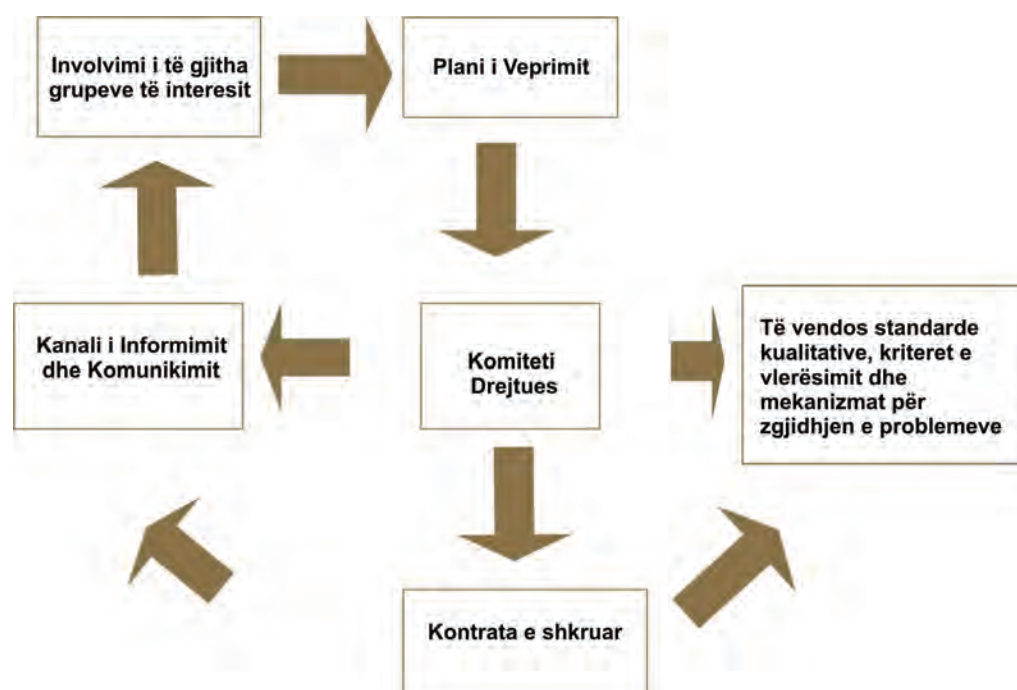 Involvimi i të gjitha
grupeve të interesit
Plani i Veprimit
Kanali i Informimit
dhe Komunikimit
Komiteti
Drejtues
Të vendos standarde
kualitative, kriteret e
vlerësimit dhe
mekanizmat për
zgjidhjen e problemeve
Kontrata e shkruar